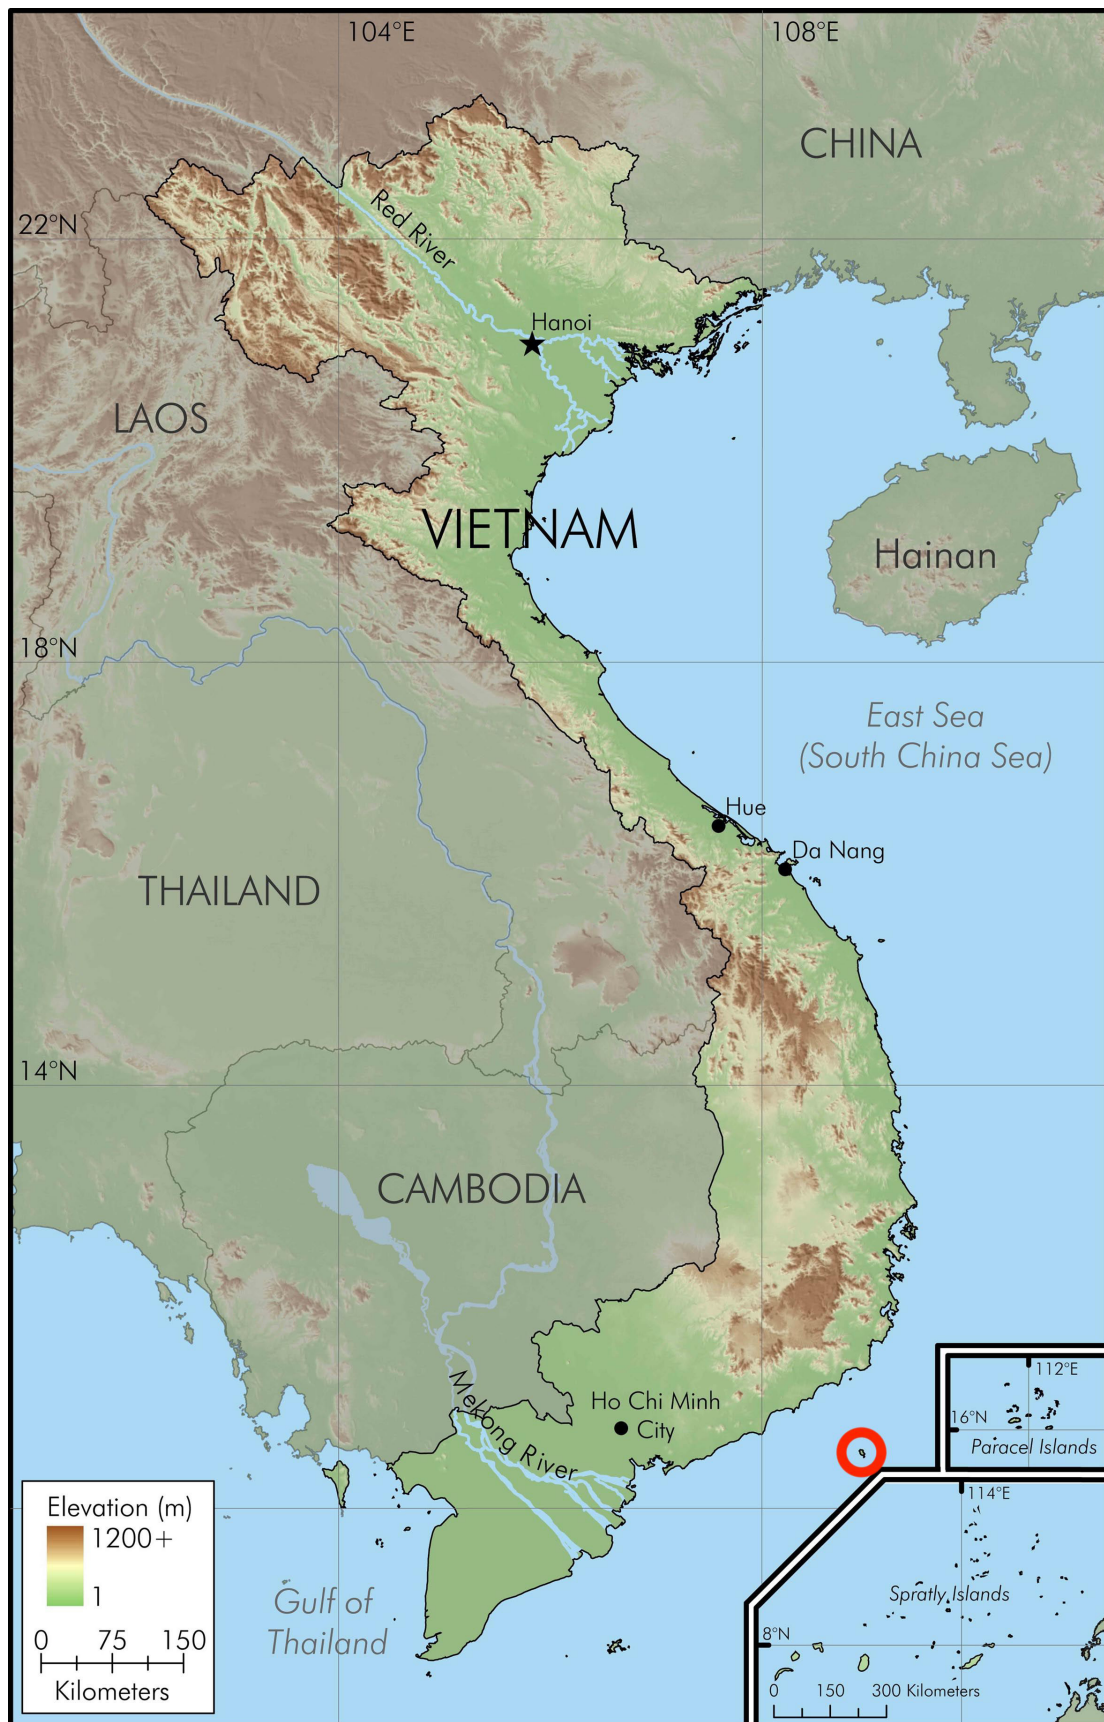 104°E
108°E
CHINA
22°N
Red River
Hanoi
LAOS
VIETNAM
Hainan
18°N
East Sea
(South China Sea)
Hue
Da Nang
THAILAND
14°N
CAMBODIA
Ho Chi Minh
City
Mekong River
112°E
16°N
Paracel Islands
114°E
Spratly Islands
8°N
0 150 300 Kilometers
Gulf of
Thailand
Elevation (m)
1200+
1
0 75 150
Kilometers